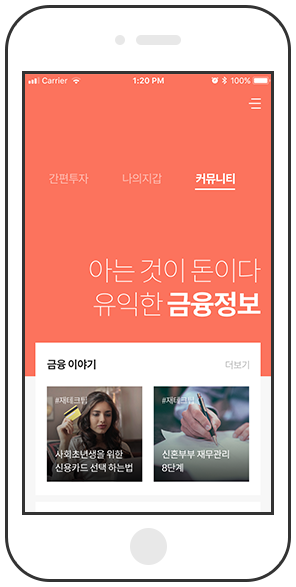 Carrier 1:20 PM 100%
간편투자 나의지갑 커뮤니티
아는 것이 돈이다
유익한 금융정보
금융 이야기 더보기
#재테크팁 #재테크팁
사회초년생을 위한
신용카드 선택 하는법
신혼부부 재무관리
8단계